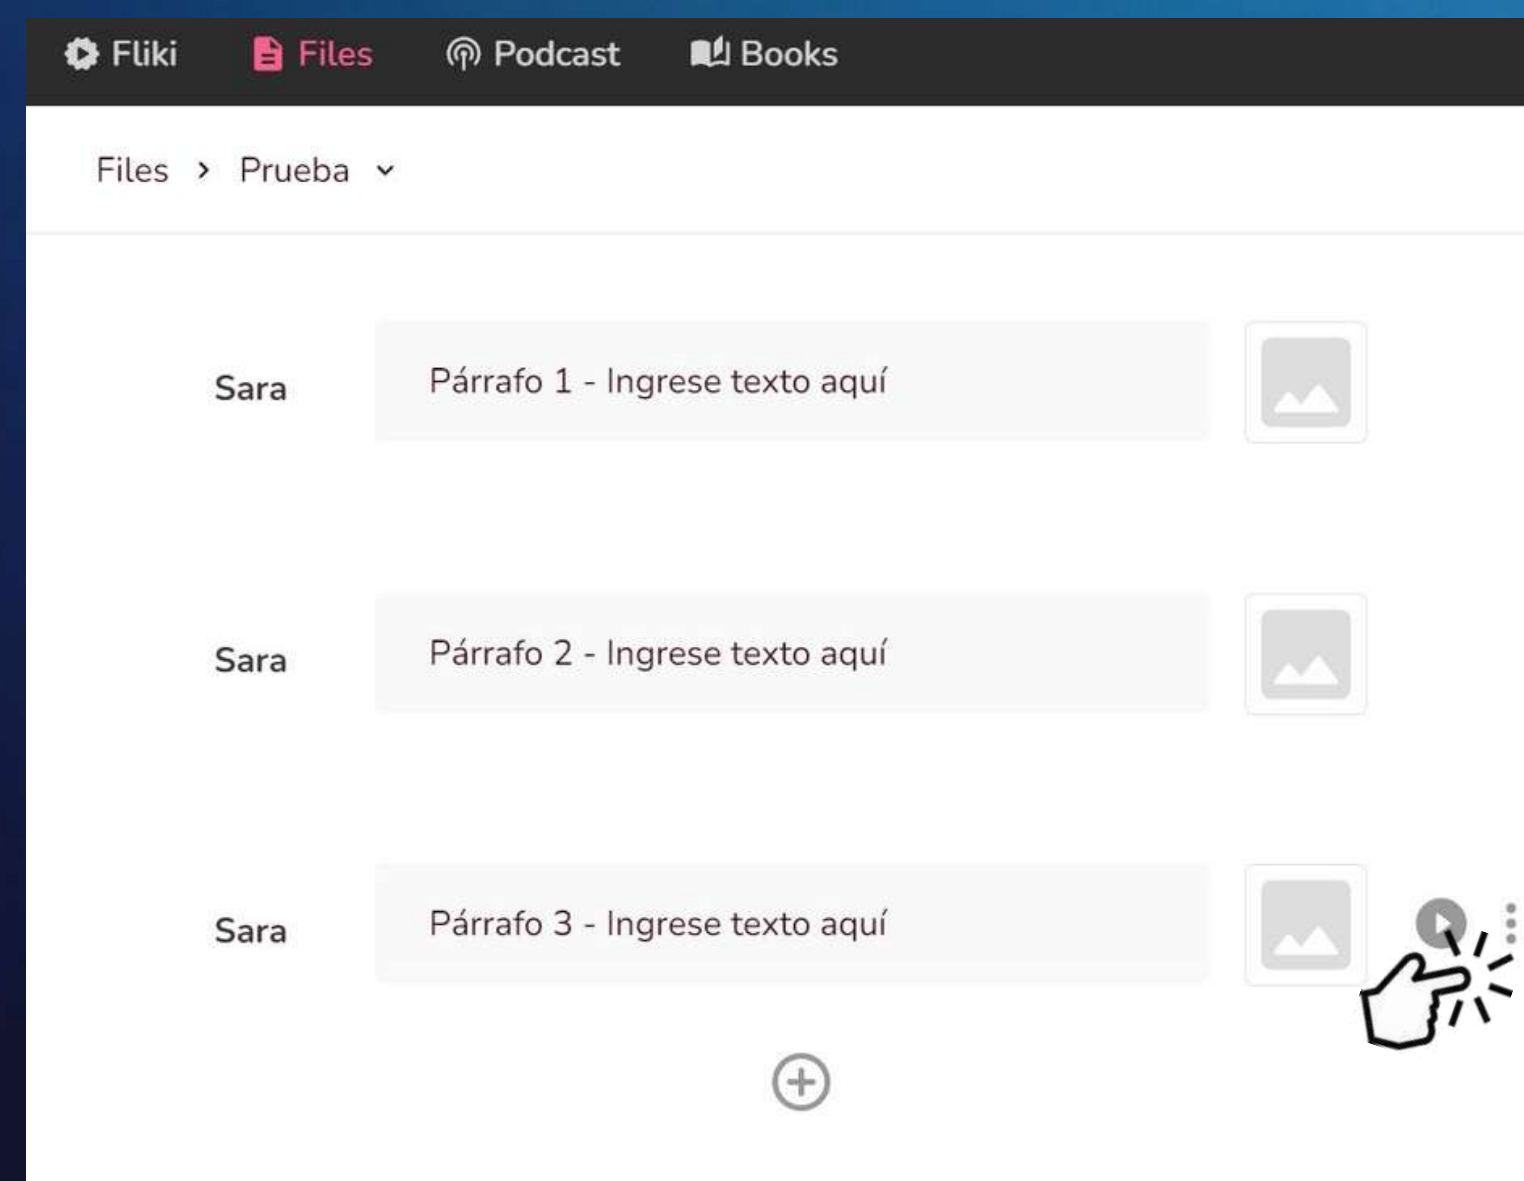 Fliki Files Podcast Books
Files > Prueba
Sara Párrafo 1 - Ingrese texto aquí
Sara Párrafo 2 - Ingrese texto aquí
Sara Párrafo 3 - Ingrese texto aquí